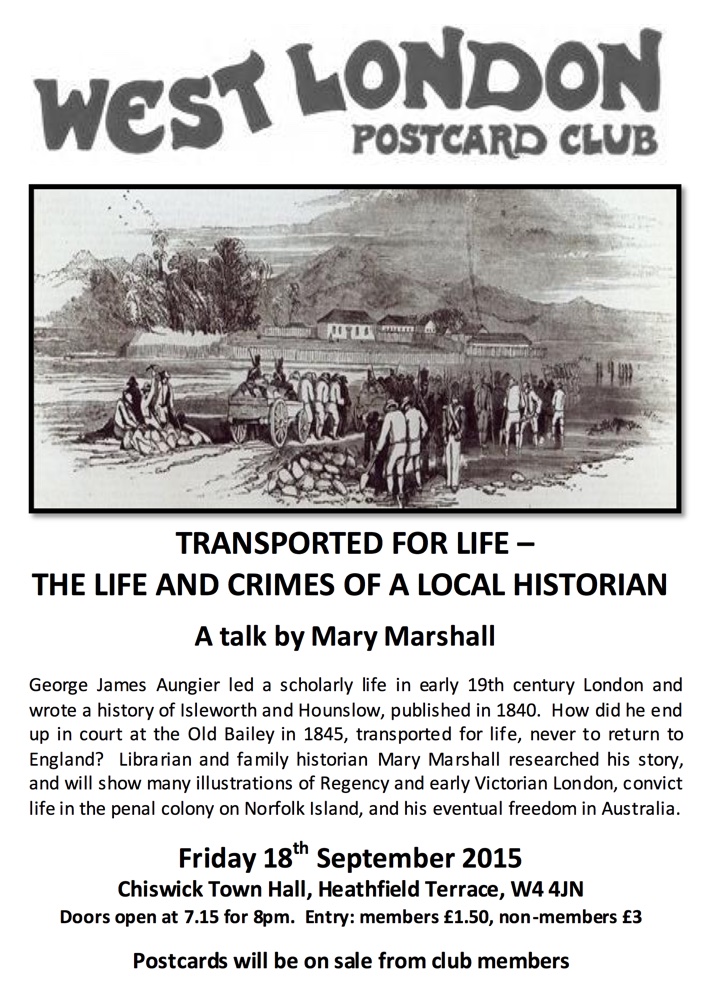 WEST LONDON
POSTCARD CLUB
TRANSPORTED FOR LIFE –
THE LIFE AND CRIMES OF A LOCAL HISTORIAN
A talk by Mary Marshall
George James Aungier led a scholarly life in early 19th century London and
wrote a history of Isleworth and Hounslow, published in 1840. How did he end
up in court at the Old Bailey in 1845, transported for life, never to return to
England? Librarian and family historian Mary Marshall researched his story,
and will show many illustrations of Regency and early Victorian London, convict
life in the penal colony on Norfolk Island, and his eventual freedom in Australia.
Friday 18th September 2015
Chiswick Town Hall, Heathfield Terrace, W4 4JN
Doors open at 7.15 for 8pm. Entry: members £1.50, non-members £3
Postcards will be on sale from club members